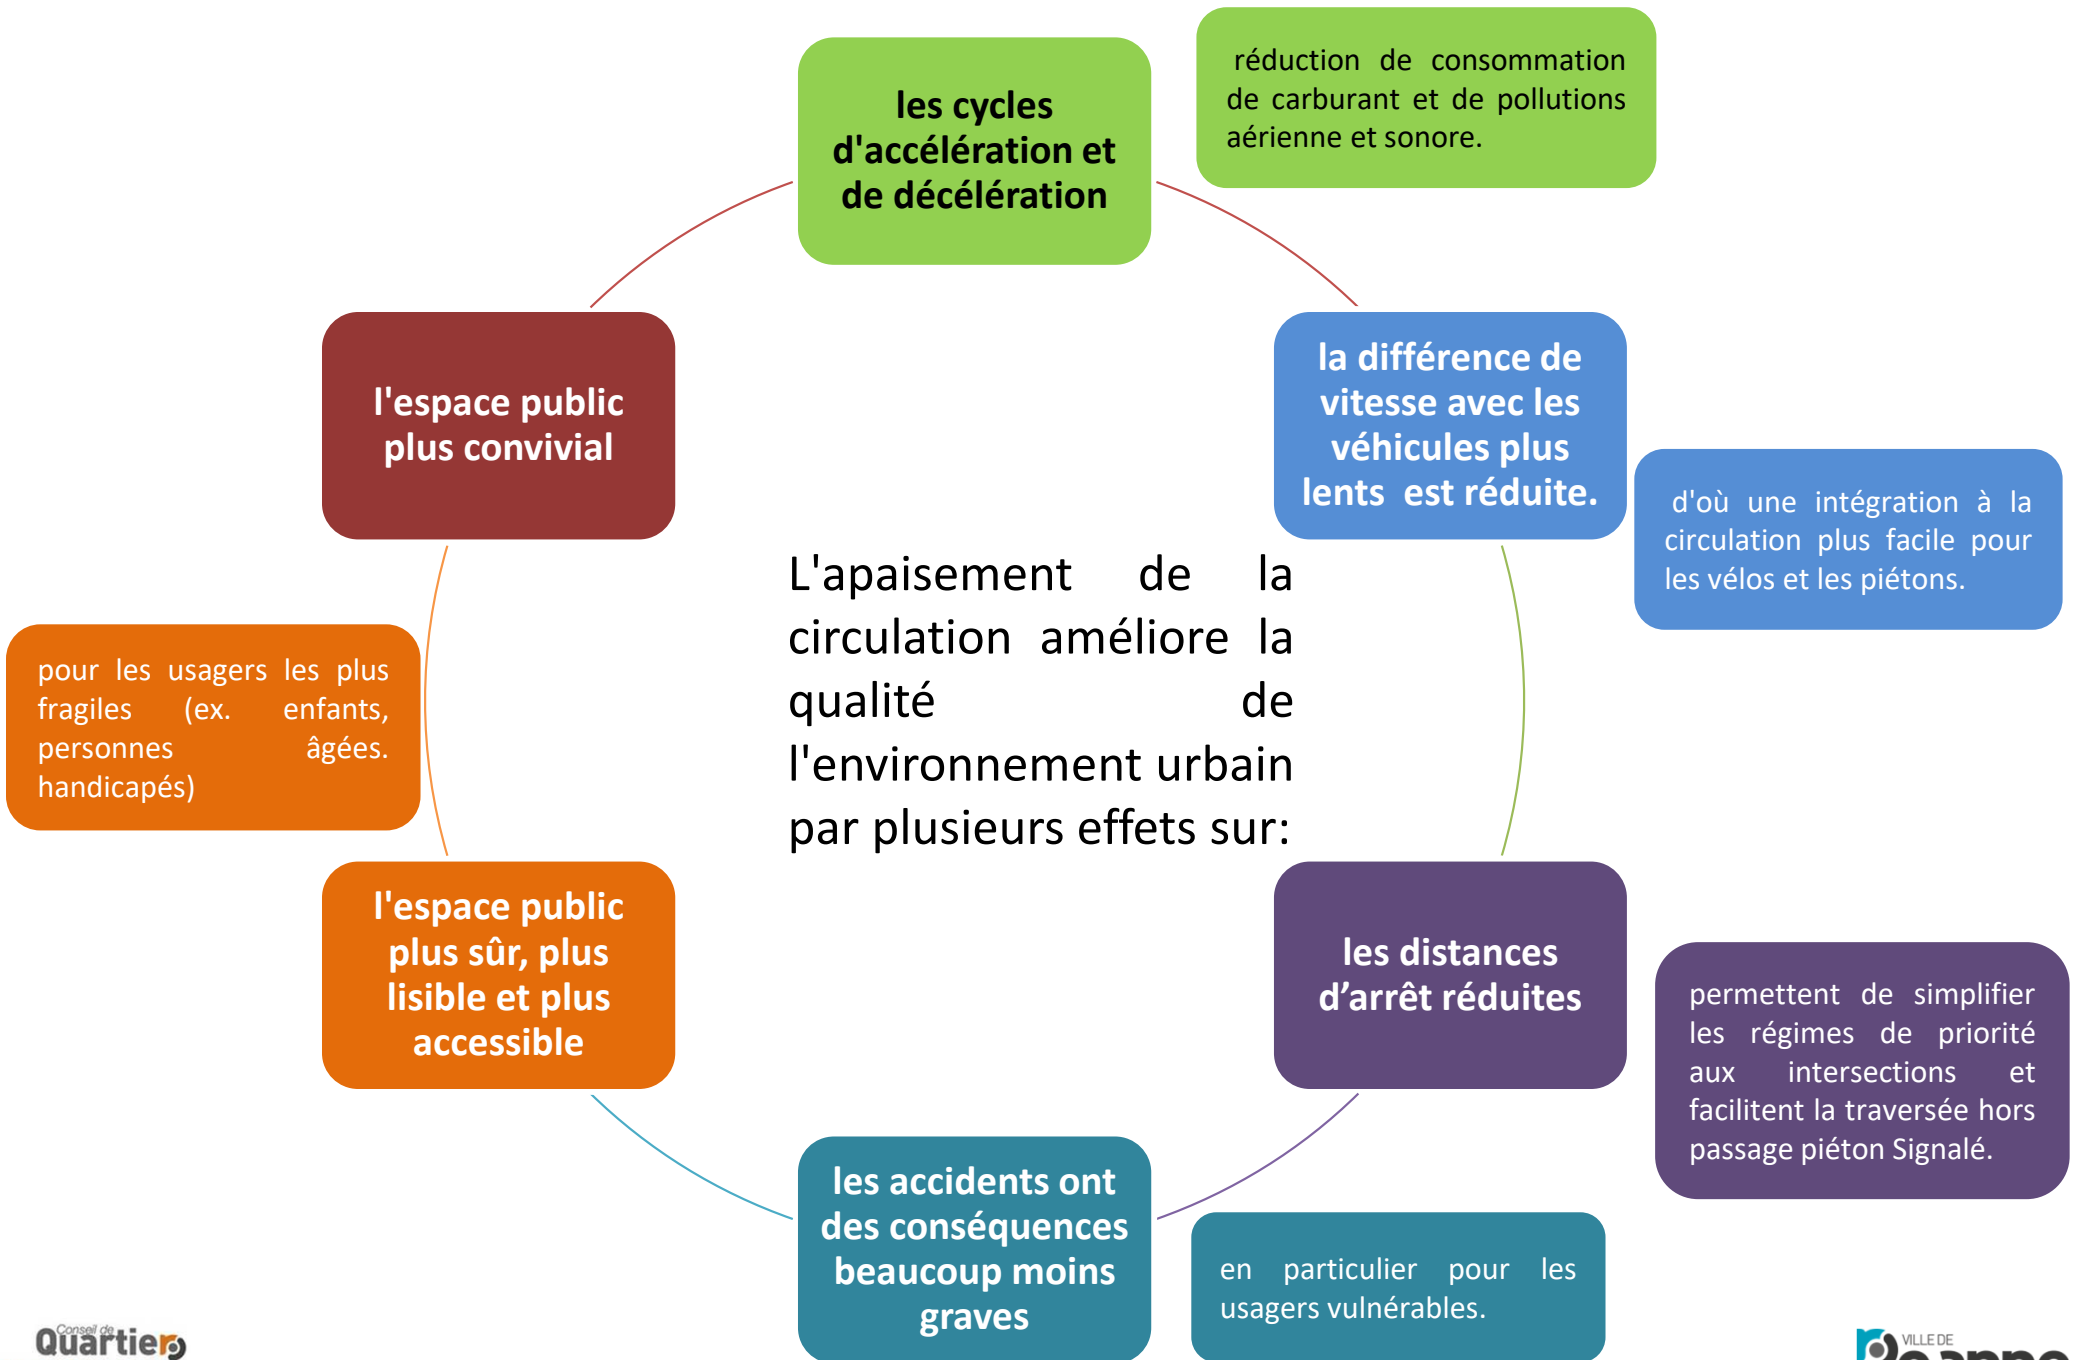 les cycles
d'accélération et
de décélération
réduction de consommation
de carburant et de pollutions
aérienne et sonore.
la différence de
vitesse avec les
véhicules plus
lents  est réduite.
d'où une intégration à la
circulation plus facile pour
les vélos et les piétons.
les distances
d’arrêt réduites
permettent de simplifier
les régimes de priorité
aux intersections et
facilitent la traversée hors
passage piéton Signalé.
les accidents ont
des conséquences
beaucoup moins
graves
en particulier pour les
usagers vulnérables.
l'espace public
plus sûr, plus
lisible et plus
accessible
pour les usagers les plus
fragiles (ex. enfants,
personnes âgées.
handicapés)
l'espace public
plus convivial
L'apaisement de la
circulation améliore la
qualité de
l'environnement urbain
par plusieurs effets sur:
Conseil de
Quartiers
VILLE DE